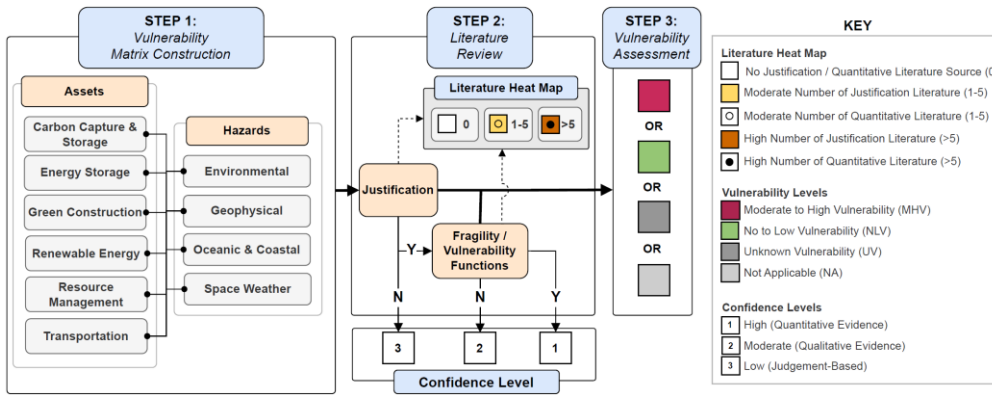 STEP 1:
Vulnerability
Matrix Construction
Assets
Carbon Capture &
Storage
Energy Storage
Green Construction
Renewable Energy
Resource
Management
Transportation
Hazards
Environmental
Geophysical
Oceanic & Coastal
Space Weather
STEP 2:
Literature
Review
Literature Heat Map
0
1-5
>5
Justification
Y
Fragility /
Vulnerability
Functions
N
N
Y
3
2
1
Confidence Level
STEP 3:
Vulnerability
Assessment
OR
OR
OR
KEY
Literature Heat Map
No Justification / Quantitative Literature Source (0
Moderate Number of Justification Literature (1-5)
Moderate Number of Quantitative Literature (1-5)
High Number of Justification Literature (>5)
High Number of Quantitative Literature (>5)
Vulnerability Levels
Moderate to High Vulnerability (MHV)
No to Low Vulnerability (NLV)
Unknown Vulnerability (UV)
Not Applicable (NA)
Confidence Levels
1 High (Quantitative Evidence)
2 Moderate (Qualitative Evidence)
3 Low (Judgement-Based)